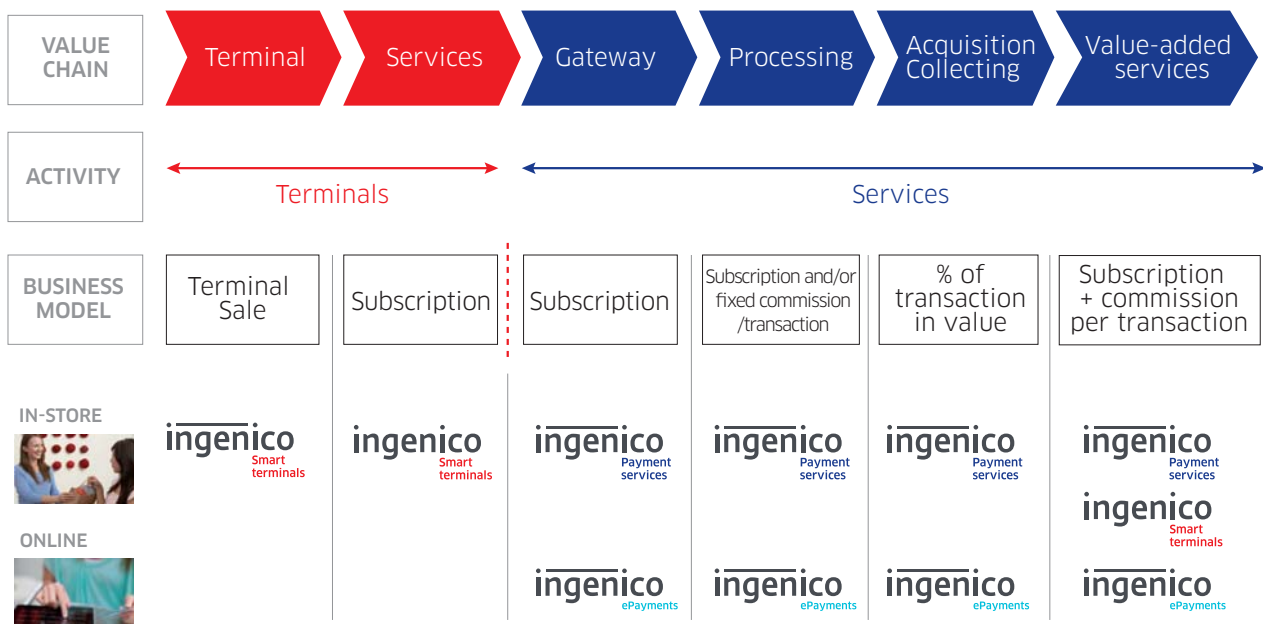 VALUE
CHAIN
Terminal
Services
Gateway
Processing
Acquisition
Collecting
Value-added
services
ACTIVITY
Terminals
Services
BUSINESS
MODEL
Terminal
Sale
Subscription
Subscription
Subscription and/or
fixed commission
/transaction
% of
transaction
in value
Subscription
+ commission
per transaction
IN-STORE
ingenico
Smart
terminals
ingenico
Smart
terminals
ingenico
Payment
services
ingenico
Payment
services
ingenico
Payment
services
ingenico
Payment
services
ingenico
Smart
terminals
ONLINE
ingenico
ePayments
ingenico
ePayments
ingenico
ePayments
ingenico
ePayments